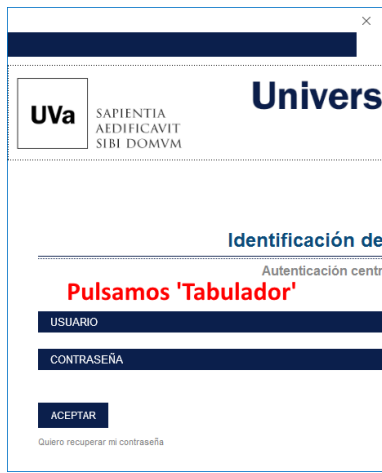 UVa
SAPIENTIA
AEDIFICAVIT
SIBI DOMVM
Univers
Identificación de
Autenticación centr
Pulsamos 'Tabulador'
USUARIO
CONTRASEÑA
ACEPTAR
Quiero recuperar mi contraseña